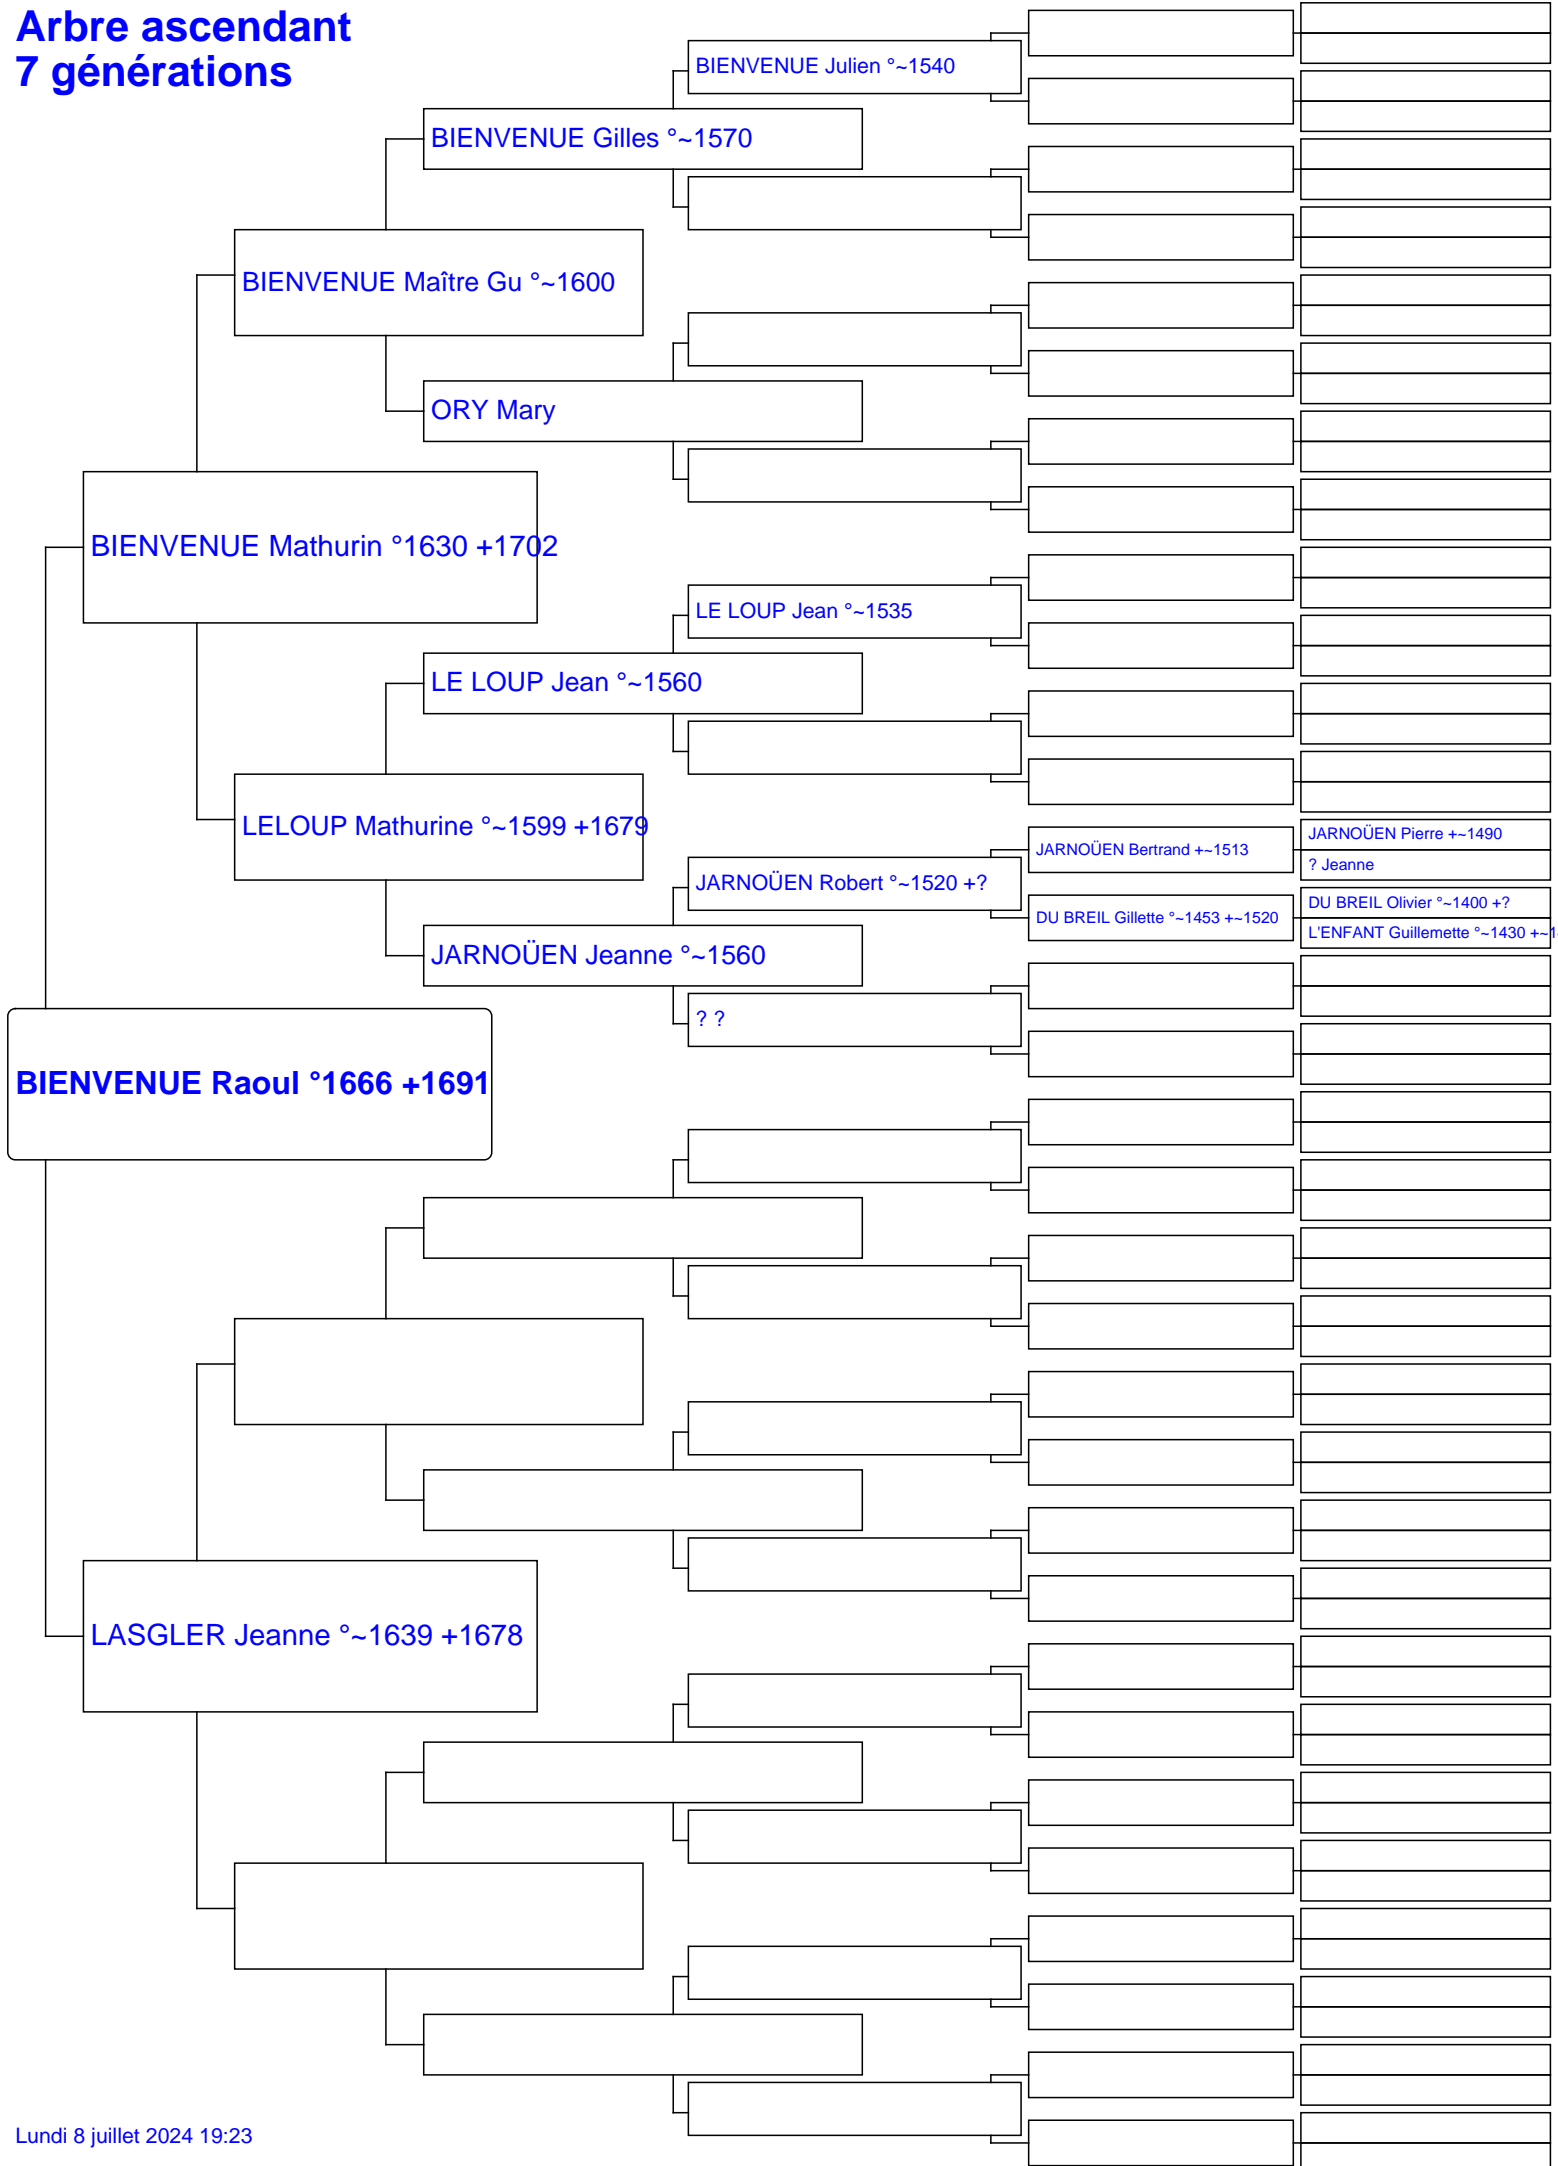 Arbre ascendant
7 générations
BIENVENUE Julien °~1540
BIENVENUE Gilles °~1570
BIENVENUE Maître Gu °~1600
ORY Mary
BIENVENUE Mathurin °1630 +1702
LE LOUP Jean °~1535
LE LOUP Jean °~1560
LELOUP Mathurine °~1599 +1679
JARNOÜEN Pierre +~1490
JARNOÜEN Bertrand +~1513
? Jeanne
JARNOÜEN Robert °~1520 +?
DU BREIL Olivier °~1400 +?
DU BREIL Gillette °~1453 +~1520
L'ENFANT Guillemette °~1430
JARNOÜEN Jeanne °~1560
? ?
BIENVENUE Raoul °1666 +1691
LASGLER Jeanne °~1639 +1678
Lundi 8 juillet 2024 19:23